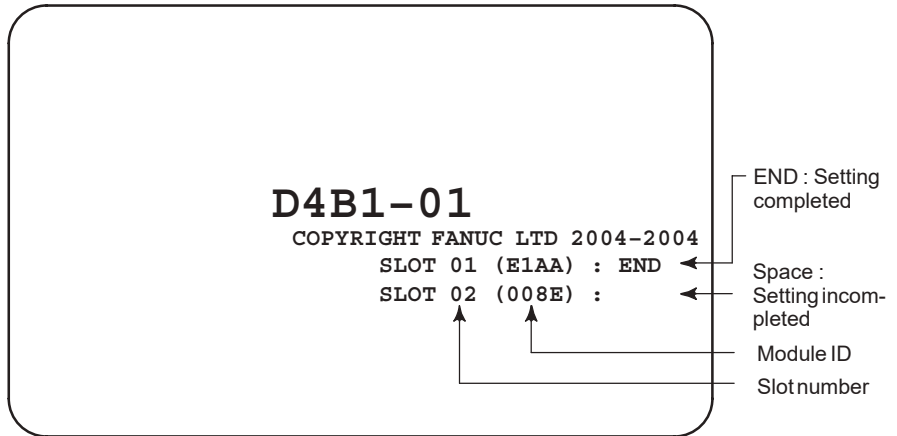 D4B1-01
COPYRIGHT FANUC LTD 2004-2004
SLOT 01 (E1AA) : END
SLOT 02 (008E) :
END : Setting
completed
Space :
Setting incom-
pleted
Module ID
Slot number